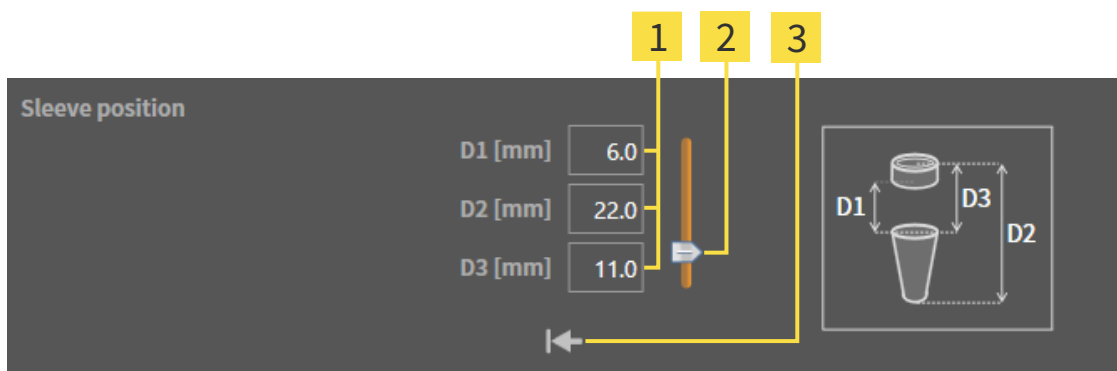 1 2 3
Sleeve position
D1 [mm] 6.0
D2 [mm] 22.0
D3 [mm] 11.0
D1 D3
D2